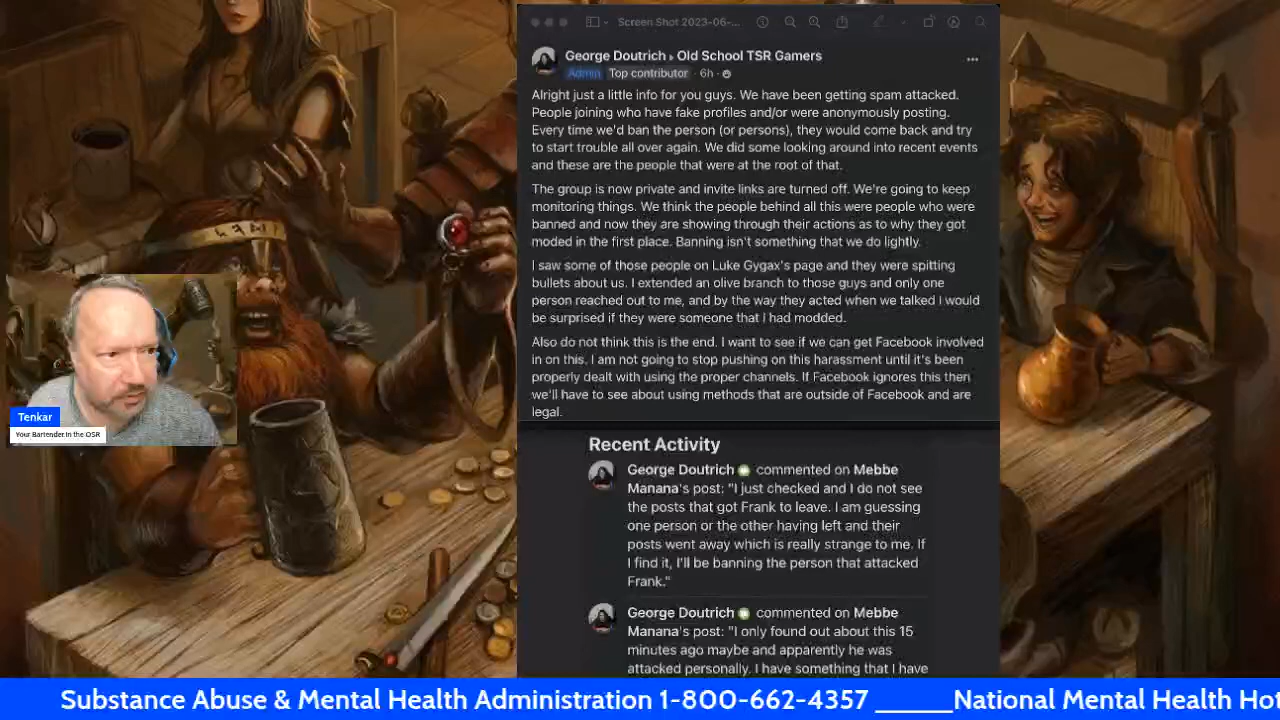 Screen Shot 2023-06-...
George Doutrich ▸ Old School TSR Gamers
Admin Top contributor · 6h ·
Alright just a little info for you guys. We have been getting spam attacked.
People joining who have fake profiles and/or were anonymously posting.
Every time we'd ban the person (or persons), they would come back and try
to start trouble all over again. We did some looking around into recent events
and these are the people that were at the root of that.
The group is now private and invite links are turned off. We're going to keep
monitoring things. We think the people behind all this were people who were
banned and now they are showing through their actions as to why they got
moded in the first place. Banning isn't something that we do lightly.
I saw some of those people on Luke Gygax's page and they were spitting
bullets about us. I extended an olive branch to those guys and only one
person reached out to me, and by the way they acted when we talked I would
be surprised if they were someone that I had modded.
Also do not think this is the end. I want to see if we can get Facebook involved
in on this. I am not going to stop pushing on this harassment until it's been
properly dealt with using the proper channels. If Facebook ignores this then
we'll have to see about using methods that are outside of Facebook and are
legal.
Recent Activity
George Doutrich commented on Mebbe
Manana's post: "I just checked and I do not see
the posts that got Frank to leave. I am guessing
one person or the other having left and their
posts went away which is really strange to me. If
I find it, I'll be banning the person that attacked
Frank."
George Doutrich commented on Mebbe
Manana's post: "I only found out about this 15
minutes ago maybe and apparently he was
attacked personally. I have something that I have
Tenkar
Your Bartender in the OSR
Substance Abuse & Mental Health Administration 1-800-662-4357 ______National Mental Health Hot